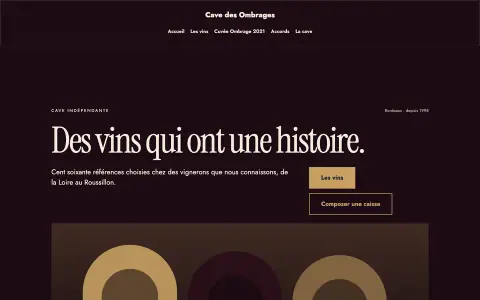 Cave des Ombrages
Accueil Les vins Cuvée Ombrage 2021 Accords La cave
CAVE INDÉPENDANTE
Bordeaux · depuis 1998
Des vins qui ont une histoire.
Cent soixante références choisies chez des vignerons que nous connaissons, de
la Loire au Roussillon.
Les vins
Composer une caisse